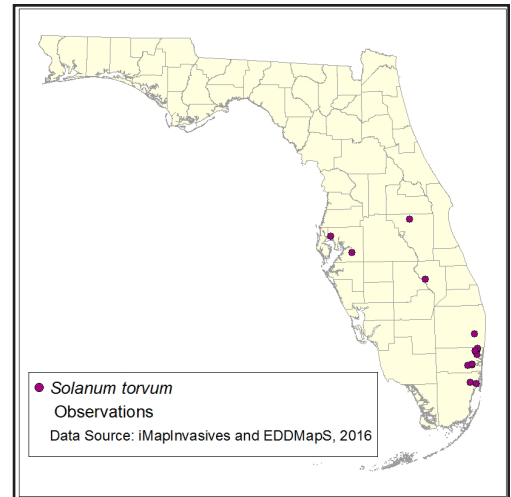 Solanum torvum
Observations
Data Source: iMapInvasives and EDDMapS, 2016